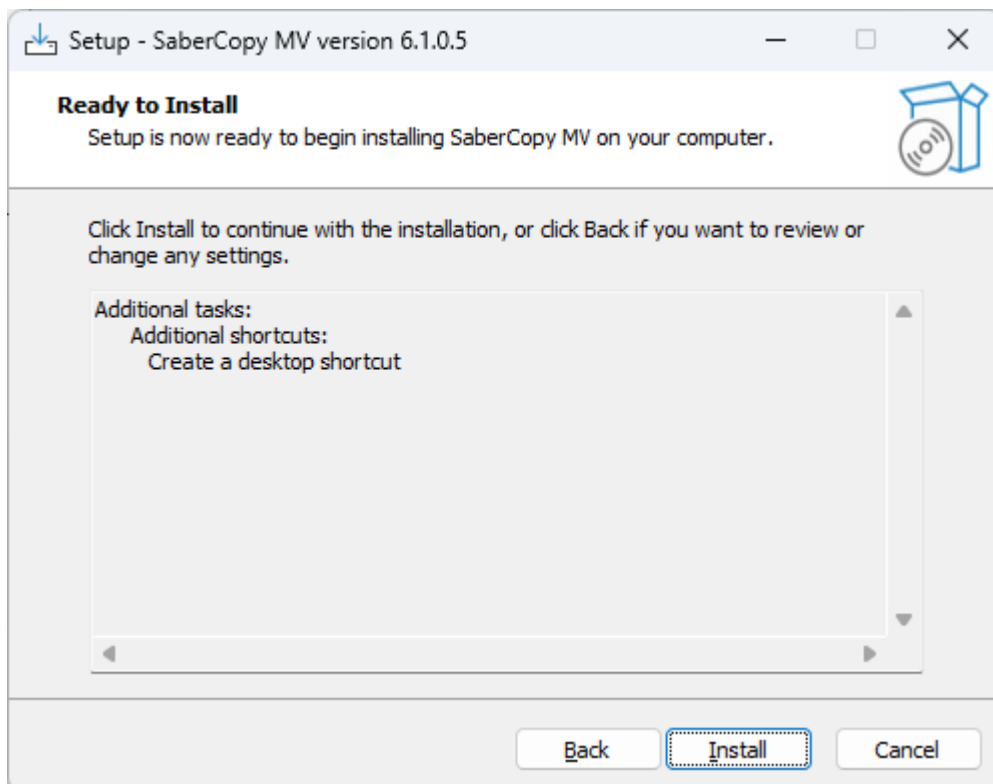 Setup - SaberCopy MV version 6.1.0.5
Ready to Install
Setup is now ready to begin installing SaberCopy MV on your computer.
Click Install to continue with the installation, or click Back if you want to review or
change any settings.
Additional tasks:
Additional shortcuts:
Create a desktop shortcut
Back
Install
Cancel